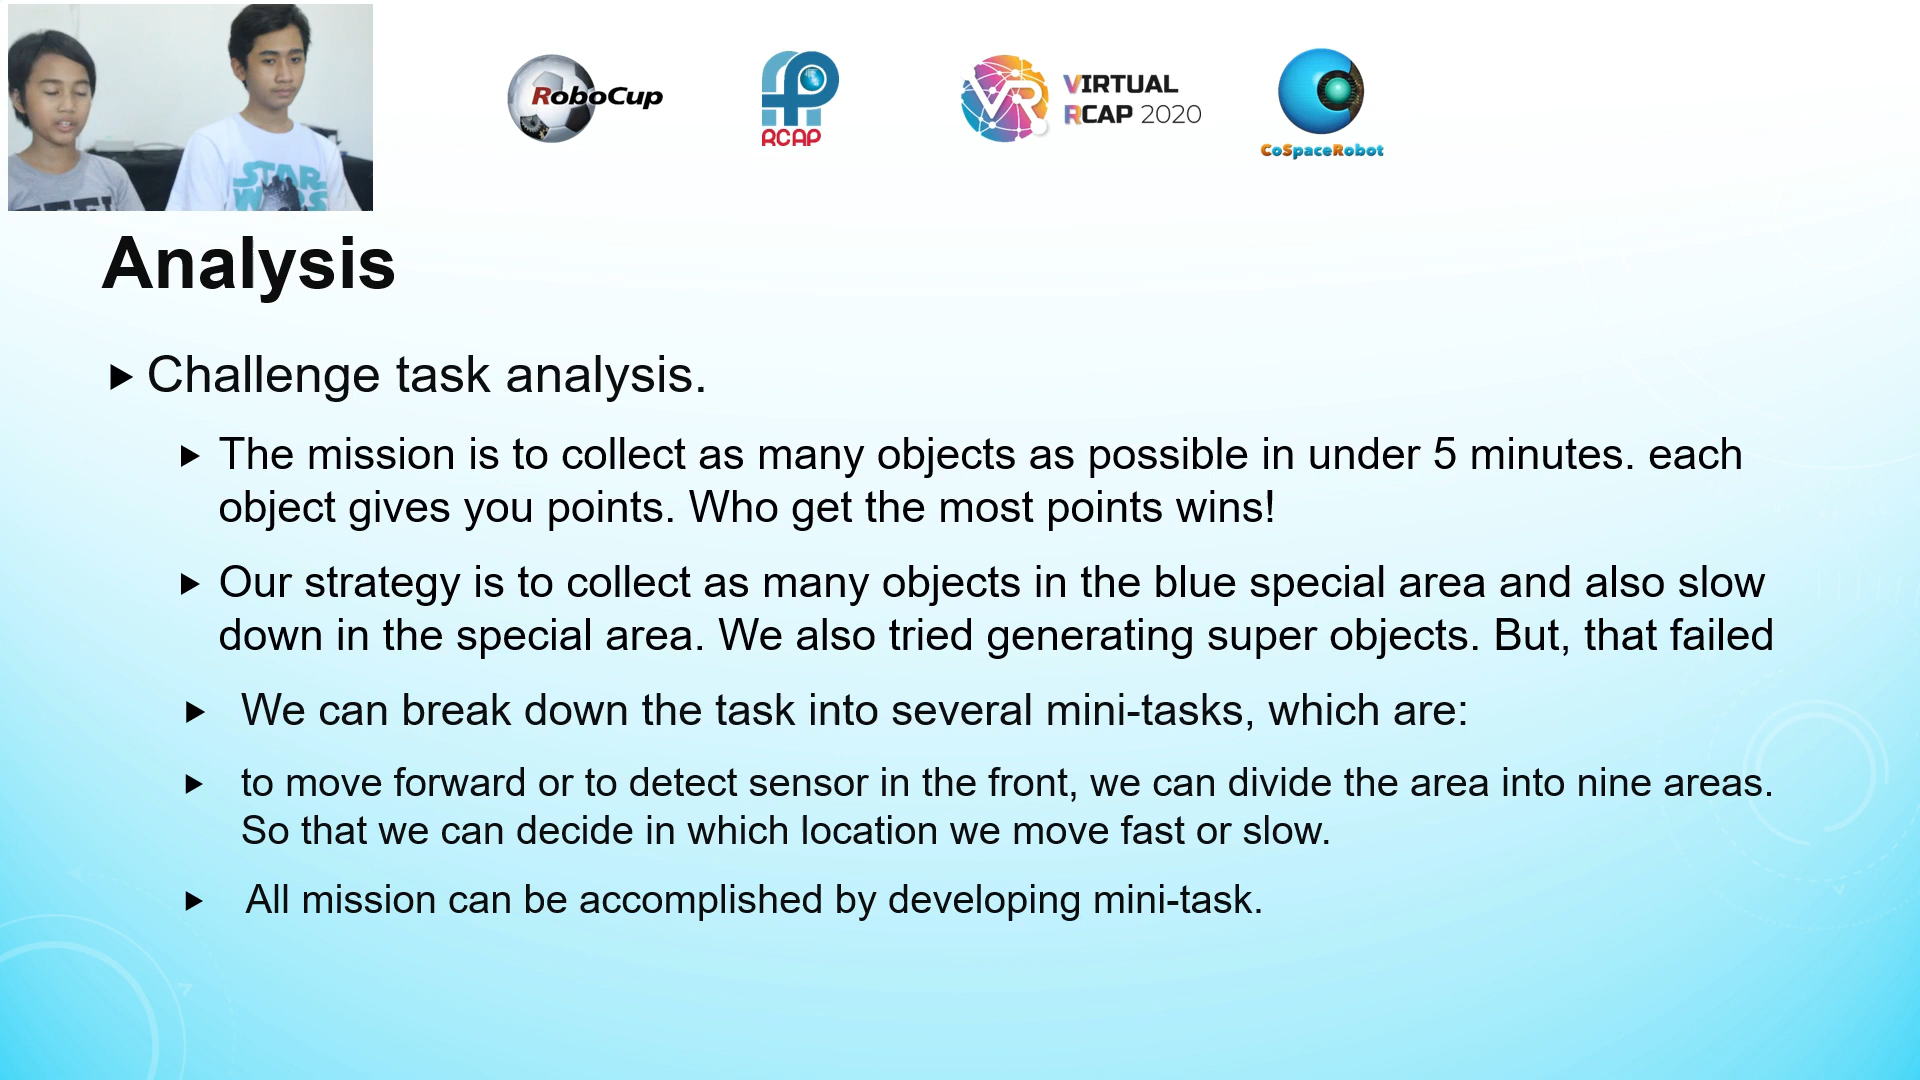 RoboCup
RCAP
VIRTUAL
RCAP 2020
CoSpaceRobot
STAR
WARS
Analysis
Challenge task analysis.
The mission is to collect as many objects as possible in under 5 minutes. each
object gives you points. Who get the most points wins!
Our strategy is to collect as many objects in the blue special area and also slow
down in the special area. We also tried generating super objects. But, that failed
We can break down the task into several mini-tasks, which are:
to move forward or to detect sensor in the front, we can divide the area into nine areas.
So that we can decide in which location we move fast or slow.
All mission can be accomplished by developing mini-task.